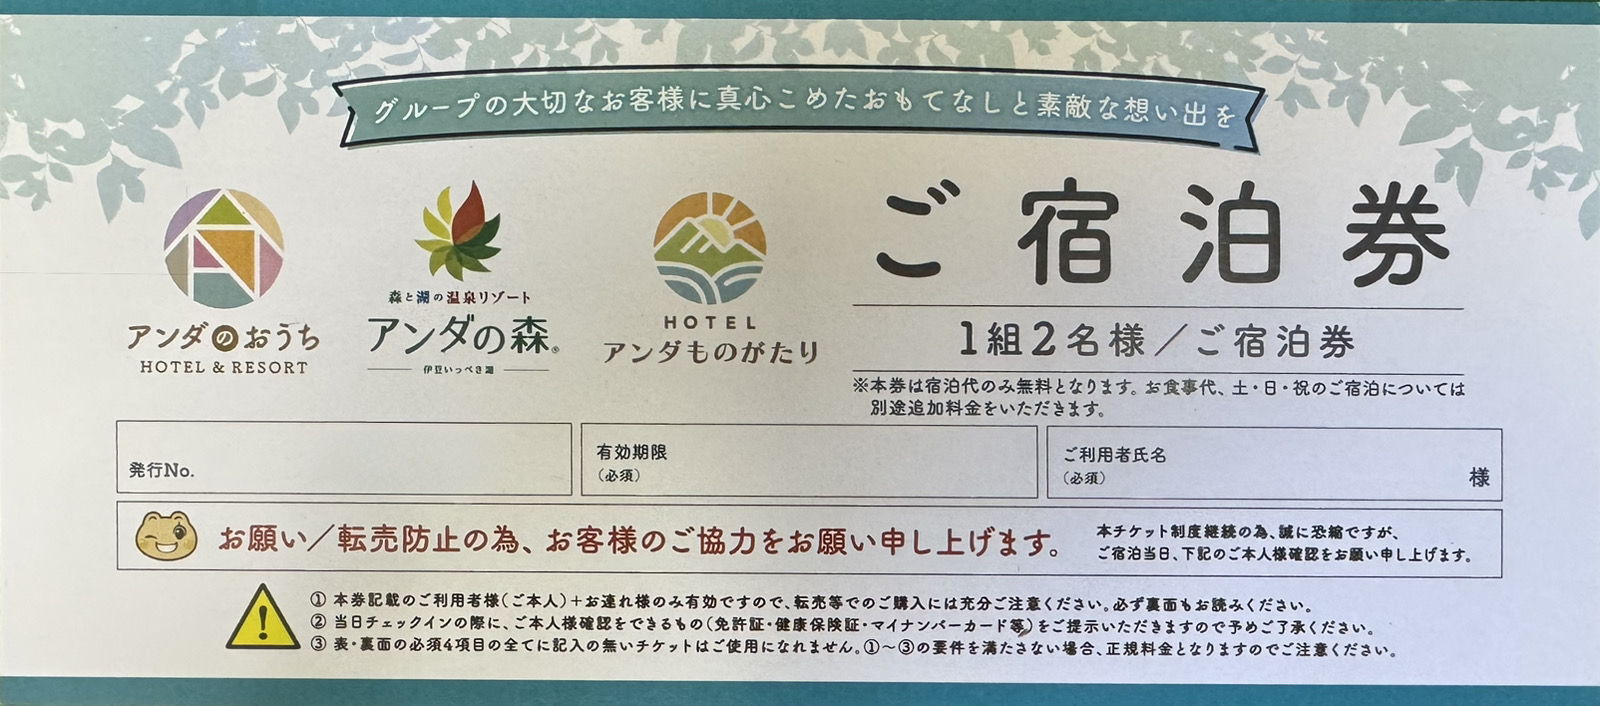 グループの大切なお客様に真心こめたおもてなしと素敵な想い出を
アンダのおうち
HOTEL & RESORT
森と湖の温泉リゾート
アンダの森®
伊豆いっぺき湖
HOTEL
アンダものがたり
ご宿泊券
1組2名様／ご宿泊券
※本券は宿泊代のみ無料となります。お食事代、土・日・祝のご宿泊については
別途追加料金をいただきます。
発行No.
有効期限
(必須)
ご利用者氏名
(必須)
様
お願い／転売防止の為、お客様のご協力をお願い申し上げます。
本チケット制度継続の為、誠に恐縮ですが、
ご宿泊当日、下記のご本人様確認をお願い申し上げます。
① 本券記載のご利用者様(ご本人)＋お連れ様のみ有効ですので、転売等でのご購入には充分ご注意ください。必ず裏面もお読みください。
② 当日チェックインの際に、ご本人様確認をできるもの(免許証・健康保険証・マイナンバーカード等)をご提示いただきますので予めご了承ください。
③ 表・裏面の必須4項目の全てに記入の無いチケットはご使用になれません。①～③の要件を満たさない場合、正規料金となりますのでご注意ください。